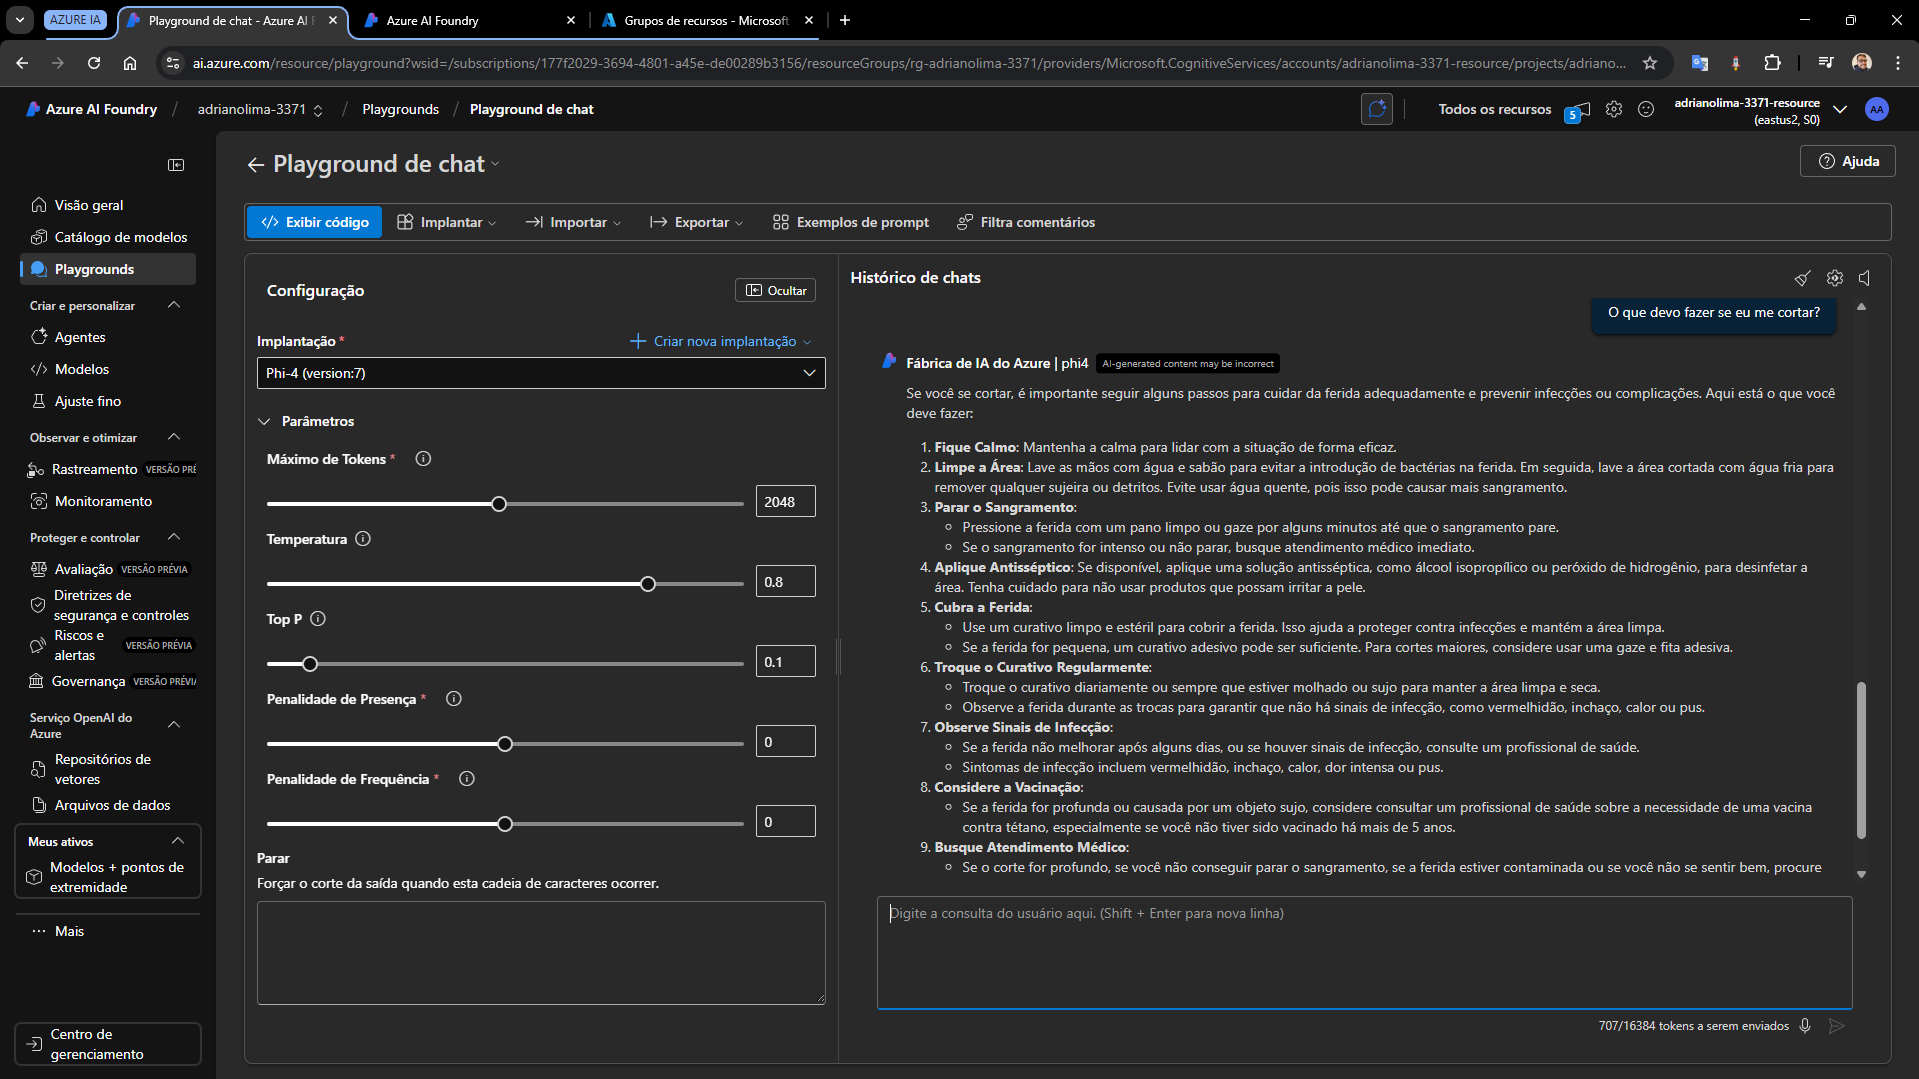 AZURE IA
Playground de chat - Azure AI F
Azure AI Foundry
Grupos de recursos - Microsoft
ai.azure.com/resource/playground?wsid=/subscriptions/177f2029-3694-4801-a45e-de00289b3156/resourceGroups/rg-adrianolima-3371/providers/Microsoft.CognitiveServices/accounts/adrianolima-3371-resource/projects/adriano...
Azure AI Foundry / adrianolima-3371 / Playgrounds / Playground de chat
Todos os recursos
5
adrianolima-3371-resource
(eastus2, S0)
AA
Visão geral
Catálogo de modelos
Playgrounds
Criar e personalizar
Agentes
Modelos
Ajuste fino
Observar e otimizar
Rastreamento VERSÃO PRÉ
Monitoramento
Proteger e controlar
Avaliação VERSÃO PRÉVIA
Diretrizes de
segurança e controles
Riscos e
alertas VERSÃO PRÉVIA
Governança VERSÃO PRÉVIA
Serviço OpenAI do
Azure
Repositórios de
vetores
Arquivos de dados
Meus ativos
Modelos + pontos de
extremidade
Mais
Centro de
gerenciamento
Playground de chat
Ajuda
Exibir código
Implantar
Importar
Exportar
Exemplos de prompt
Filtra comentários
Configuração
Ocultar
Implantação *
Criar nova implantação
Phi-4 (version:7)
Parâmetros
Máximo de Tokens *
2048
Temperatura
0.8
Top P
0.1
Penalidade de Presença *
0
Penalidade de Frequência *
0
Parar
Forçar o corte da saída quando esta cadeia de caracteres ocorrer.
Histórico de chats
O que devo fazer se eu me cortar?
Fábrica de IA do Azure | phi4 AI-generated content may be incorrect
Se você se cortar, é importante seguir alguns passos para cuidar da ferida adequadamente e prevenir infecções ou complicações. Aqui está o que você
deve fazer:
1. Fique Calmo: Mantenha a calma para lidar com a situação de forma eficaz.
2. Limpe a Área: Lave as mãos com água e sabão para evitar a introdução de bactérias na ferida. Em seguida, lave a área cortada com água fria para
remover qualquer sujeira ou detritos. Evite usar água quente, pois isso pode causar mais sangramento.
3. Parar o Sangramento:
Pressione a ferida com um pano limpo ou gaze por alguns minutos até que o sangramento pare.
Se o sangramento for intenso ou não parar, busque atendimento médico imediato.
4. Aplique Antisséptico: Se disponível, aplique uma solução antisséptica, como álcool isopropílico ou peróxido de hidrogênio, para desinfetar a
área. Tenha cuidado para não usar produtos que possam irritar a pele.
5. Cubra a Ferida:
Use um curativo limpo e estéril para cobrir a ferida. Isso ajuda a proteger contra infecções e mantém a área limpa.
Se a ferida for pequena, um curativo adesivo pode ser suficiente. Para cortes maiores, considere usar uma gaze e fita adesiva.
6. Troque o Curativo Regularmente:
Troque o curativo diariamente ou sempre que estiver molhado ou sujo para manter a área limpa e seca.
Observe a ferida durante as trocas para garantir que não há sinais de infecção, como vermelhidão, inchaço, calor ou pus.
7. Observe Sinais de Infecção:
Se a ferida não melhorar após alguns dias, ou se houver sinais de infecção, consulte um profissional de saúde.
Sintomas de infecção incluem vermelhidão, inchaço, calor, dor intensa ou pus.
8. Considere a Vacinação:
Se a ferida for profunda ou causada por um objeto sujo, considere consultar um profissional de saúde sobre a necessidade de uma vacina
contra tétano, especialmente se você não tiver sido vacinado há mais de 5 anos.
9. Busque Atendimento Médico:
Se o corte for profundo, se você não conseguir parar o sangramento, se a ferida estiver contaminada ou se você não se sentir bem, procure
Digite a consulta do usuário aqui. (Shift + Enter para nova linha)
707/16384 tokens a serem enviados